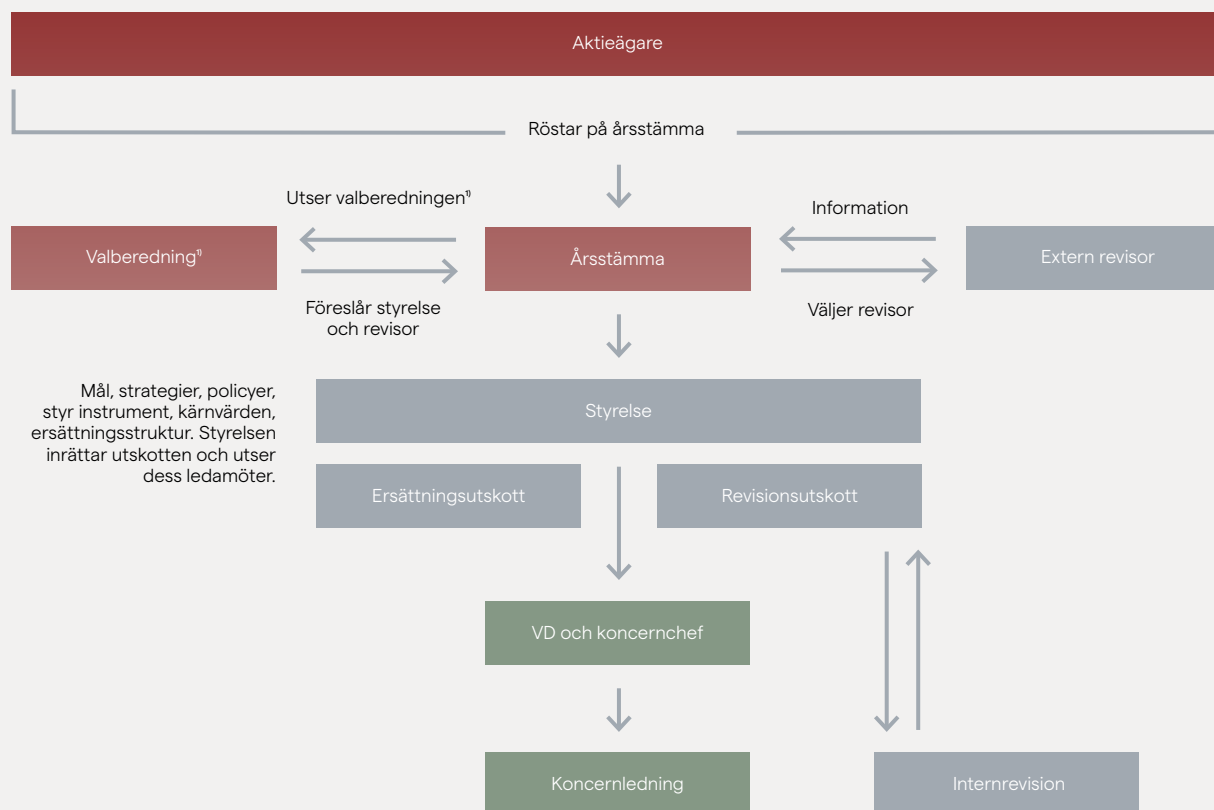 Aktieägare
Röstar på årsstämma
Utser valberedningen¹⁾
Information
Valberedning¹⁾
Årsstämma
Extern revisor
Föreslår styrelse
och revisor
Väljer revisor
Mål, strategier, policyer,
styr instrument, kärnvärden,
ersättningsstruktur. Styrelsen
inrättar utskotten och utser
dess ledamöter.
Styrelse
Ersättningsutskott
Revisionsutskott
VD och koncernchef
Koncernledning
Internrevision